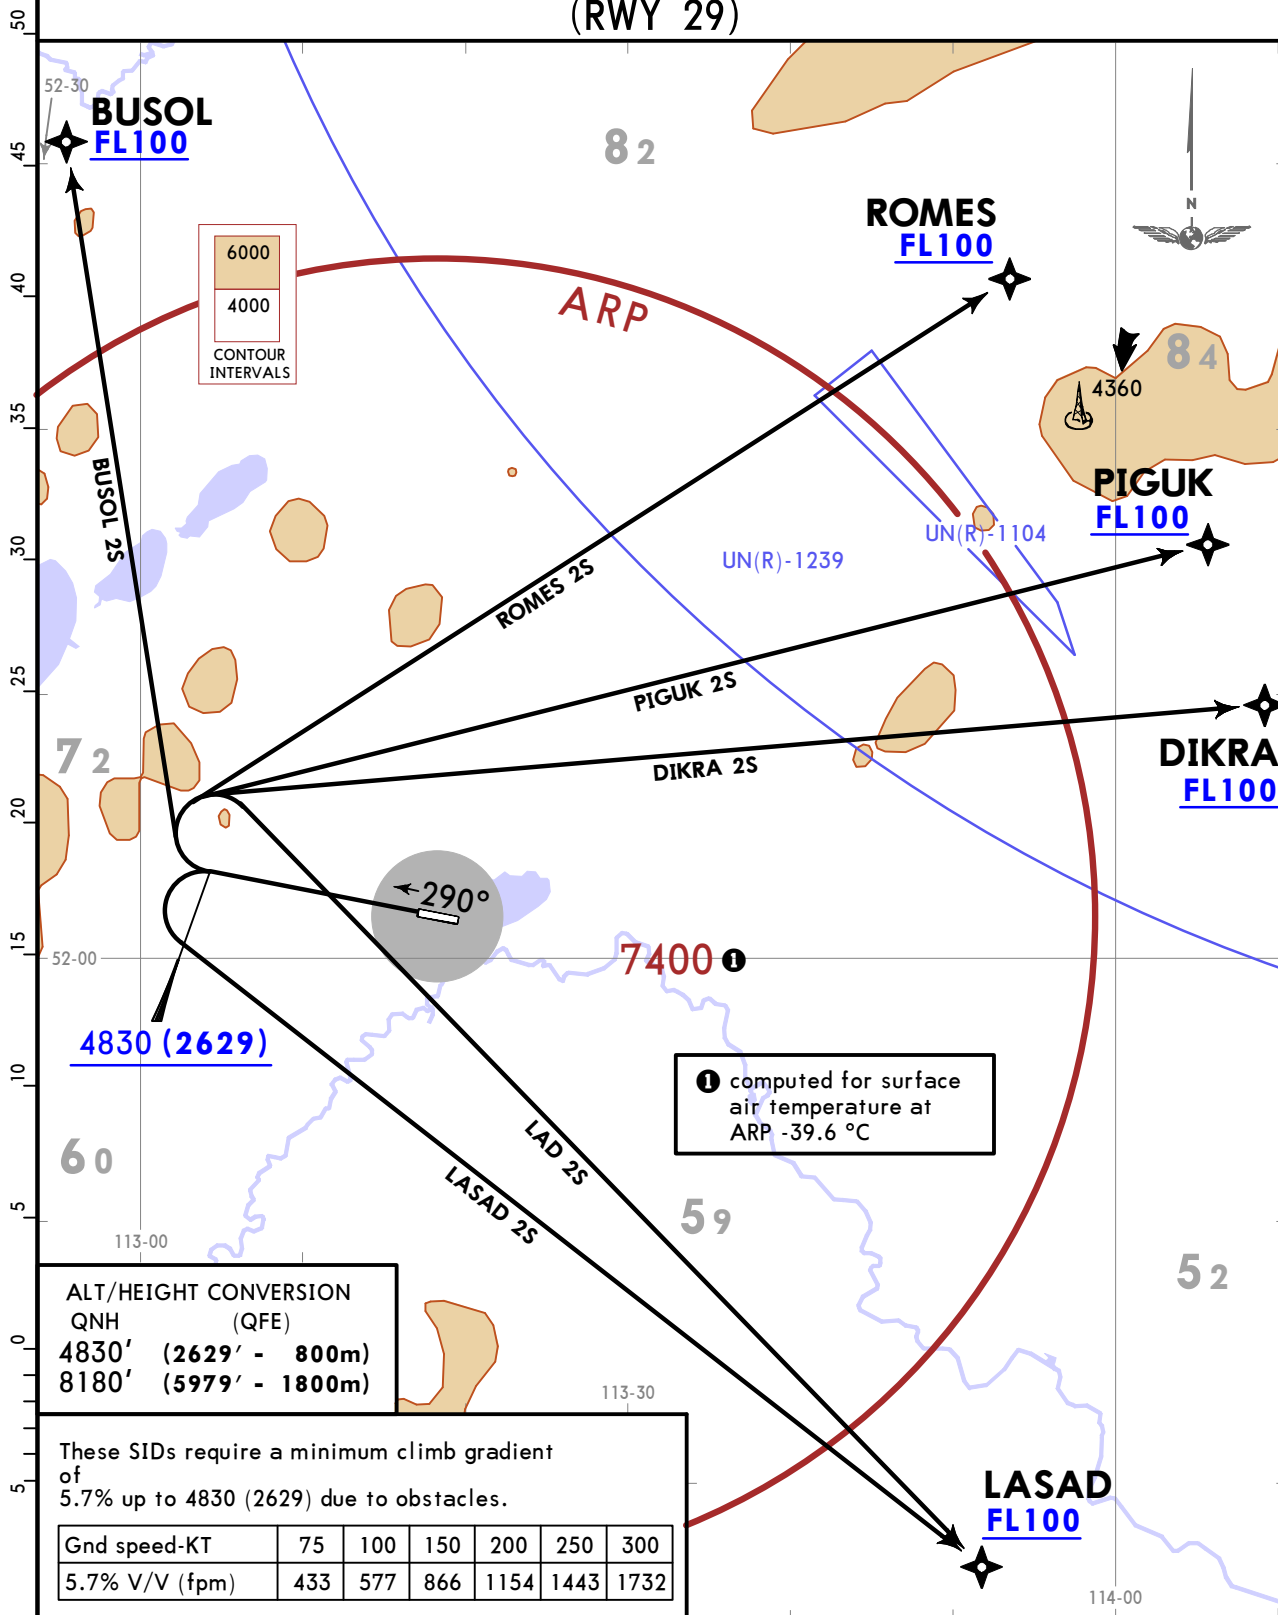 (RWY 29)
50
52-30
BUSOL
FL100
45
82
ROMES
FL100
N
6000
4000
CONTOUR
INTERVALS
40
ARP
84
4360
35
BUSOL 2S
PIGUK
FL100
30
UN(R)-1239
UN(R)-1104
ROMES 2S
25
PIGUK 2S
72
DIKRA 2S
DIKRA
FL100
20
290°
15
52-00
7400 1
4830 (2629)
10
1 computed for surface
air temperature at
ARP -39.6 °C
60
LAD 2S
LASAD 2S
5
59
113-00
52
ALT/HEIGHT CONVERSION
QNH (QFE)
4830' (2629' - 800m)
8180' (5979' - 1800m)
0
113-30
These SIDs require a minimum climb gradient
of
5.7% up to 4830 (2629) due to obstacles.
5
LASAD
FL100
Gnd speed-KT 75 100 150 200 250 300
5.7% V/V (fpm) 433 577 866 1154 1443 1732
114-00